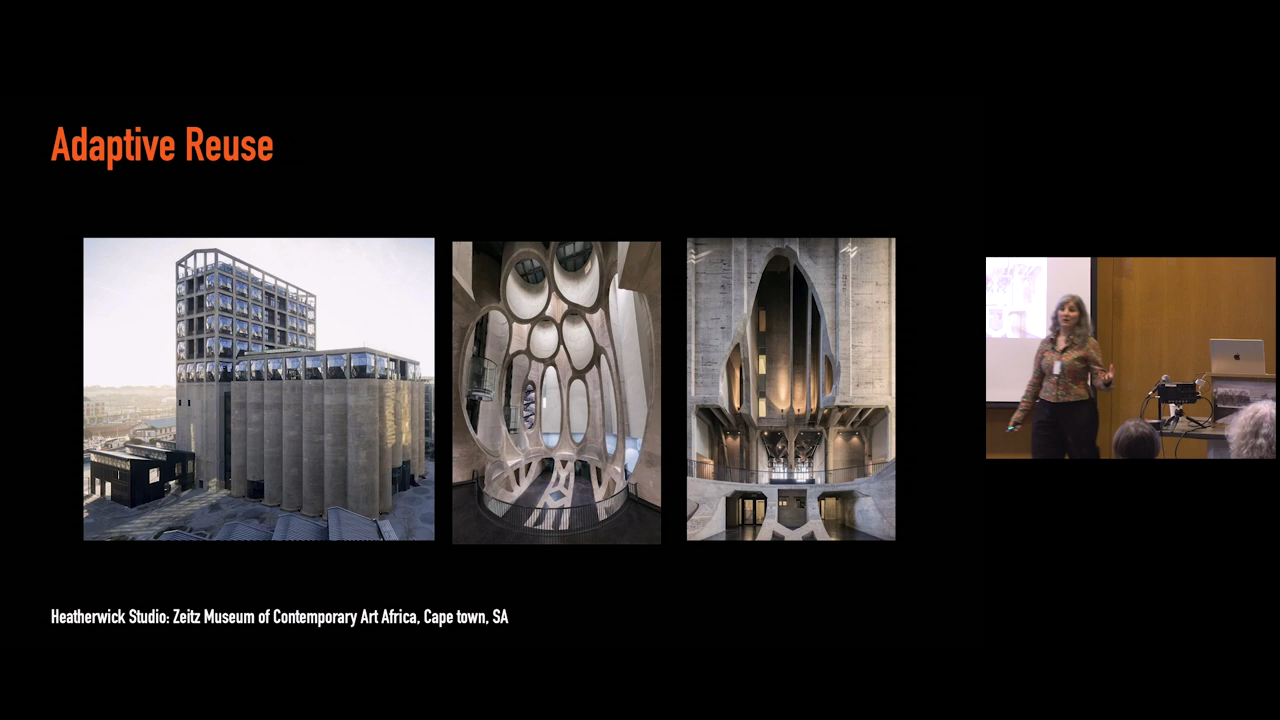 Adaptive Reuse
Heatherwick Studio: Zeitz Museum of Contemporary Art Africa, Cape town, SA